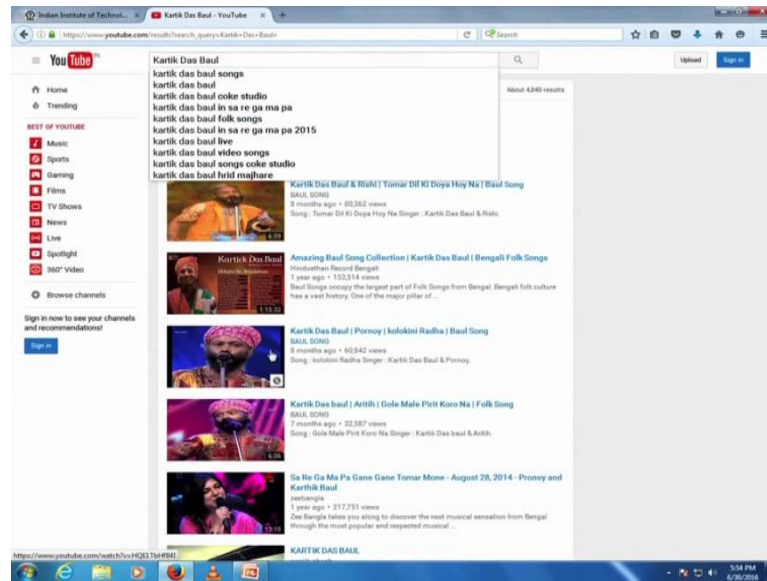 Indian Institute of Technol...
Kartik Das Baul - YouTube
https://www.youtube.com/results?search_query=Kartik+Das+Baul+
Search
YouTube IN
Kartik Das Baul
Upload
Sign in
kartik das baul songs
kartik das baul
kartik das baul coke studio
kartik das baul in sa re ga ma pa
kartik das baul folk songs
kartik das baul in sa re ga ma pa 2015
kartik das baul live
kartik das baul video songs
kartik das baul songs coke studio
kartik das baul hrid majhare
About 4,840 results
Home
Trending
BEST OF YOUTUBE
Music
Sports
Gaming
Films
TV Shows
News
Live
Spotlight
360° Video
Browse channels
Sign in now to see your channels
and recommendations!
Sign in
Kartik Das Baul & Rishi | Tomar Dil Ki Doya Hoy Na | Baul Song
BAUL SONG
8 months ago • 80,262 views
Song : Tomar Dil Ki Doya Hoy Na Singer : Kartik Das Baul & Rishi.
6:59
Kartick Das Baul
Amazing Baul Song Collection | Kartik Das Baul | Bengali Folk Songs
Hindusthan Record Bengali
1 year ago • 153,514 views
Baul Songs occupy the largest part of Folk Songs from Bengal. Bengali folk culture
has a vast history. One of the major pillar of ...
1:15:32
Kartik Das Baul | Pornoy | kolokini Radha | Baul Song
BAUL SONG
8 months ago • 60,842 views
Song : kolokini Radha Singer : Kartik Das Baul & Pornoy.
Kartik Das baul | Aritih | Gole Male Pirit Koro Na | Folk Song
BAUL SONG
7 months ago • 32,587 views
Song : Gole Male Pirit Koro Na Singer : Kartik Das baul & Aritih.
6:06
Sa Re Ga Ma Pa Gane Gane Tomar Mone - August 28, 2014 - Pronoy and
Karthik Baul
zeebangla
1 year ago • 217,751 views
Zee Bangla takes you along to discover the next musical sensation from Bengal
through the most popular and respected musical ...
KARTIK DAS BAUL
5:54 PM
6/30/2016